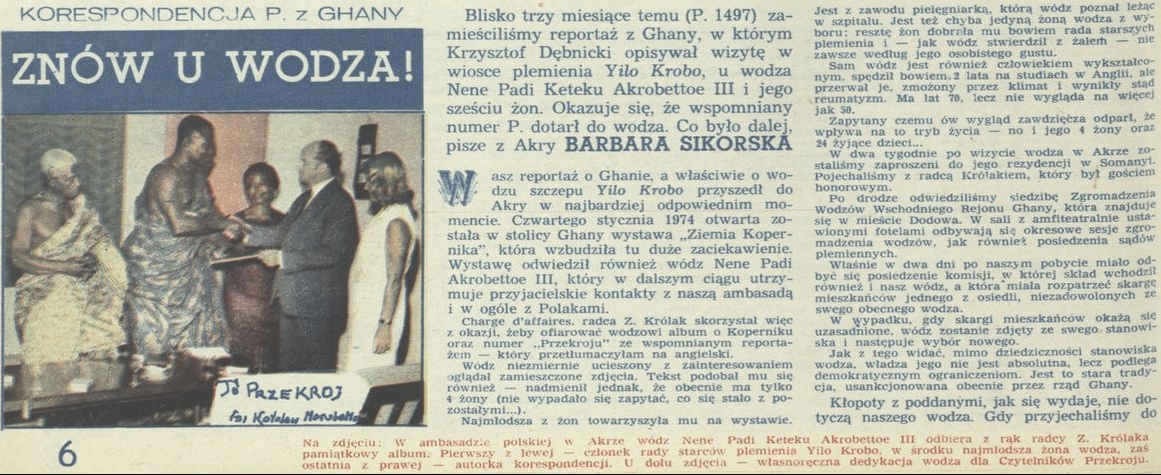 KORESPONDENCJA P. z GHANY
ZNÓW U WODZA!
TO PRZEKROJ
6
Blisko trzy miesiące temu (P. 1497) za-
mieściliśmy reportaż z Ghany, w którym
Krzysztof Dębnicki opisywał wizytę w
wiosce plemienia Yilo Krobo, u wodza
Nene Padi Keteku Akrobettoe III i jego
sześciu żon. Okazuje się, że wspomniany
numer P. dotarł do wodza. Co było dalej,
pisze z Akry BARBARA SIKORSKA
Wasz reportaż o Ghanie, a właściwie o wo-
dzu szczepu Yilo Krobo przyszedł do
Akry w najbardziej odpowiednim mo-
mencie. Czwartego stycznia 1974 otwarta zo-
stała w stolicy Ghany wystawa „Ziemia Koper-
nika", która wzbudziła tu duże zaciekawienie.
Wystawę odwiedził również wódz Nene Padi
Akrobettoe III, który w dalszym ciągu utrzy-
muje przyjacielskie kontakty z naszą ambasadą
i w ogóle z Polakami.
Charge d'affaires, radca Z. Królak skorzystał więc
z okazji, żeby ofiarować wodzowi album o Koperniku
oraz numer „Przekroju" ze wspomnianym reporta-
żem — który przetłumaczyłam na angielski.
Wódz niezmiernie ucieszony z zainteresowaniem
oglądał zamieszczone zdjęcia. Tekst podobał mu się
również — nadmienił jednak, że obecnie ma tylko
4 żony (nie wypadało się zapytać, co się stało z po-
zostałymi...).
Najmłodsza z żon towarzyszyła mu na wystawie.
Jest z zawodu pielęgniarką, którą wódz poznał leżąc
w szpitalu. Jest też chyba jedyną żoną wodza z wy-
boru; resztę żon dobrała mu bowiem rada starszych
plemienia i — jak wódz stwierdził z żalem — nie
zawsze według jego osobistego gustu.
Sam wódz jest również człowiekiem wykształco-
nym, spędził bowiem 2 lata na studiach w Anglii, ale
przerwał je, zmożony przez klimat i wynikły stąd
reumatyzm. Ma lat 70, lecz nie wygląda na więcej
jak 50.
Zapytany czemu ów wygląd zawdzięcza odparł, że
wpływa na to tryb życia — no i jego 4 żony oraz
24 żyjące dzieci...
W dwa tygodnie po wizycie wodza w Akrze zo-
staliśmy zaproszeni do jego rezydencji w Somanyi.
Pojechaliśmy z radcą Królakiem, który był gościem
honorowym.
Po drodze odwiedziliśmy siedzibę Zgromadzenia
Wodzów Wschodniego Rejonu Ghany, która znajduje
się w mieście Dodowa. W sali z amfiteatralnie usta-
wionymi fotelami odbywają się okresowe sesje zgro-
madzenia wodzów, jak również posiedzenia sądów
plemiennych.
Właśnie w dwa dni po naszym pobycie miało od-
być się posiedzenie komisji, w której skład wchodził
również i nasz wódz, a która miała rozpatrzeć skargę
mieszkańców jednego z osiedli, niezadowolonych ze
swego obecnego wodza.
W wypadku, gdy skargi mieszkańców okażą się
uzasadnione, wódz zostanie zdjęty ze swego stanowi-
ska i nastąpuje wybór nowego.
Jak z tego widać, mimo dziedziczności stanowiska
wodza, władza jego nie jest absolutna, lecz podlega
demokratycznym ograniczeniom. Jest to stara trady-
cja, usankcjonowana obecnie przez rząd Ghany.
Kłopoty z poddanymi, jak się wydaje, nie do-
tyczą naszego wodza. Gdy przyjechaliśmy do
Na zdjęciu: W ambasadzie polskiej w Akrze wódz Nene Padi Keteku Akrobettoe III odbiera z rąk radcy Z. Królaka
pamiątkowy album. Pierwszy z lewej — członek rady starców plemienia Yilo Krobo, w środku najmłodsza żona wodza, zaś
ostatnia z prawej — autorka korespondencji. U dołu zdjęcia — własnoręczna dedykacja wodza dla Czytelników Przekroju.